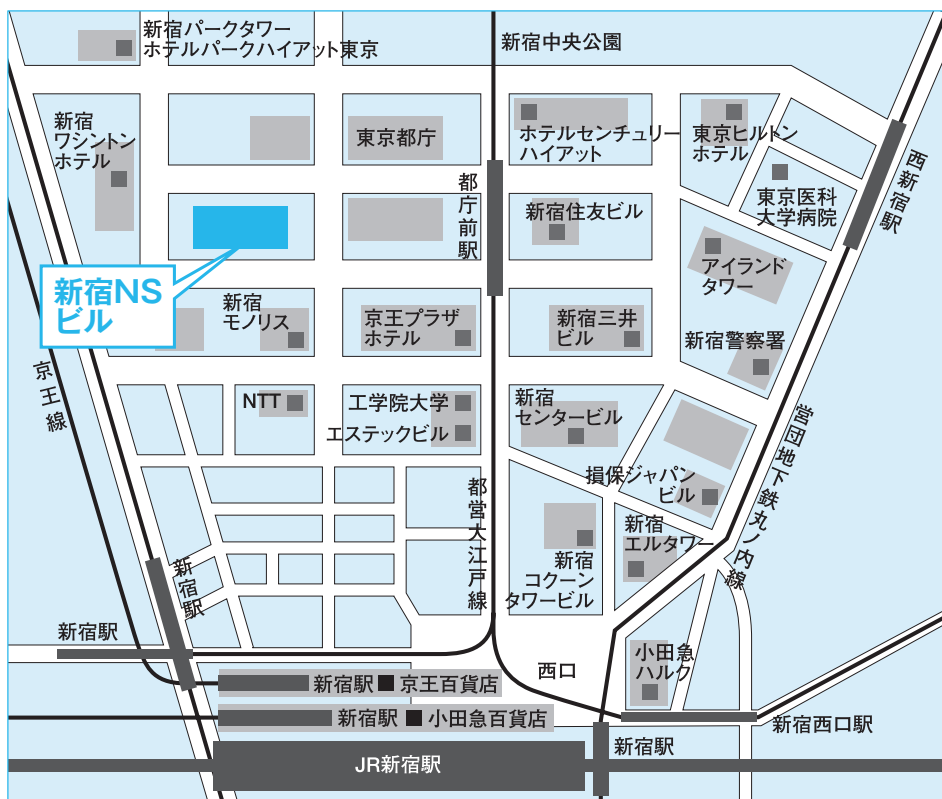 新宿パークタワー
ホテルパークハイアット東京
新宿中央公園
新宿
ワシントン
ホテル
東京都庁
ホテルセンチュリー
ハイアット
東京ヒルトン
ホテル
西新宿駅
都庁前駅
東京医科
大学病院
新宿住友ビル
アイランド
タワー
新宿NS
ビル
新宿
モノリス
京王プラザ
ホテル
新宿三井
ビル
新宿警察署
京王線
NTT
工学院大学
エステックビル
新宿
センタービル
営団地下鉄丸ノ内線
損保ジャパン
ビル
都営大江戸線
新宿
エルタワー
新宿
コクーン
タワービル
新宿駅
新宿駅
西口
小田急
ハルク
新宿駅
京王百貨店
新宿駅
小田急百貨店
新宿西口駅
新宿駅
JR新宿駅